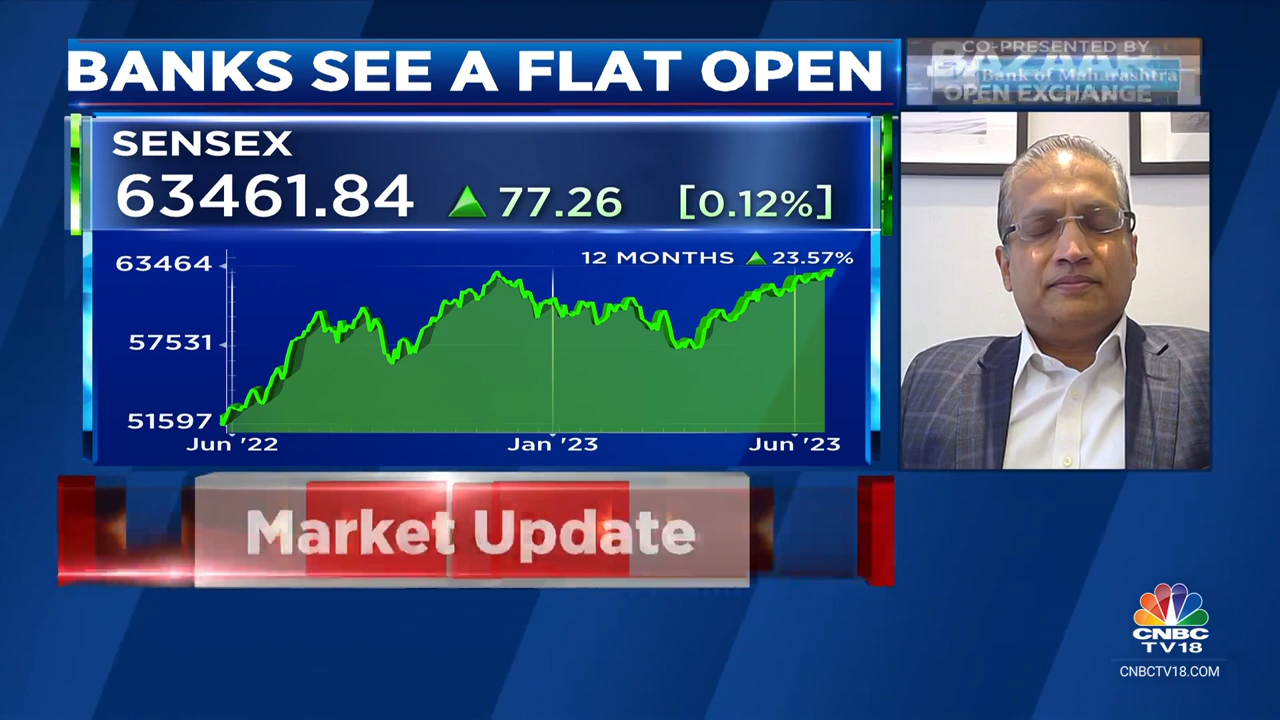 BANKS SEE A FLAT OPEN
CO-PRESENTED BY
BAZAAR
Bank of Maharashtra
OPEN EXCHANGE
SENSEX
63461.84 ▲ 77.26 [0.12%]
12 MONTHS ▲ 23.57%
63464
57531
51597
Jun '22 Jan '23 Jun '23
Market Update
CNBC
TV18
CNBCTV18.COM